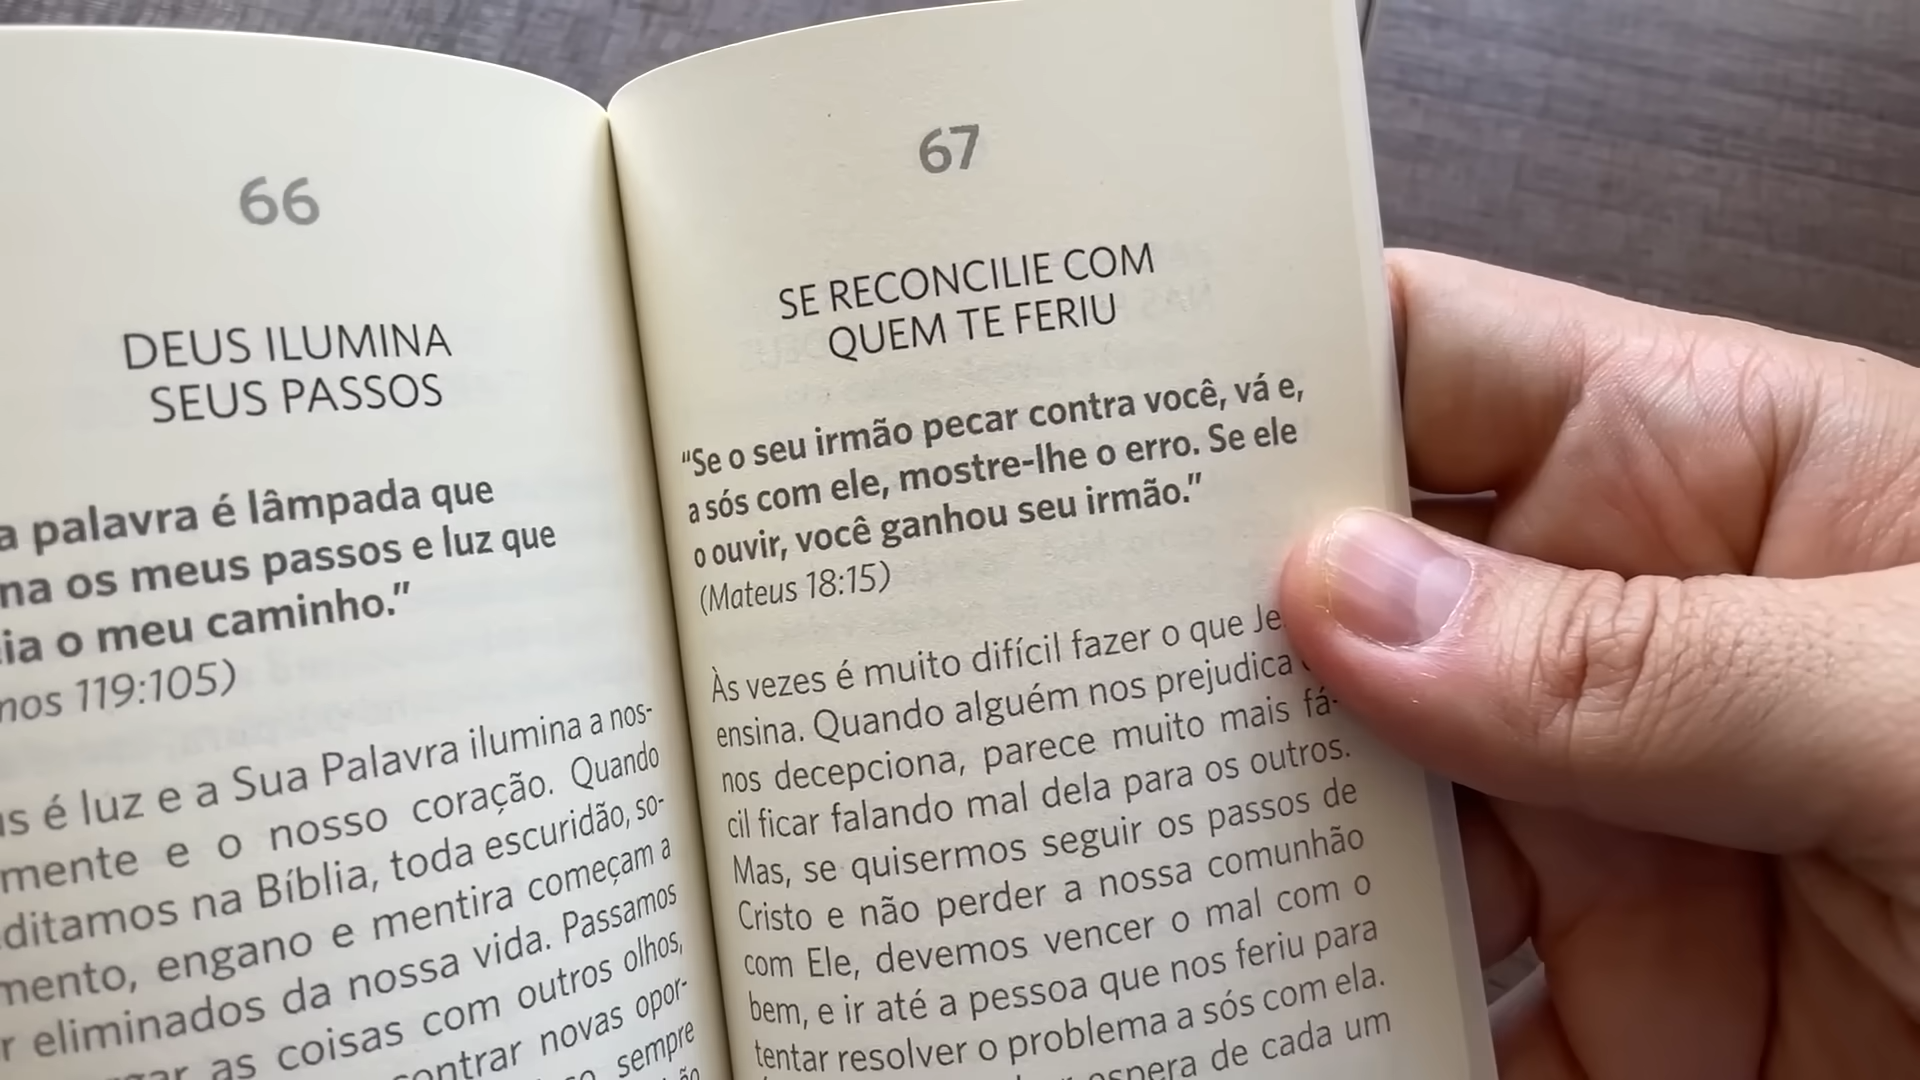 66
DEUS ILUMINA
SEUS PASSOS
a palavra é lâmpada que
na os meus passos e luz que
ia o meu caminho.”
nos 119:105)
us é luz e a Sua Palavra ilumina a nos-
mente e o nosso coração. Quando
editamos na Bíblia, toda escuridão, so-
mento, engano e mentira começam a
r eliminados da nossa vida. Passamos
as coisas com outros olhos,
contrar novas opor-
sempre
67
SE RECONCILIE COM
QUEM TE FERIU
“Se o seu irmão pecar contra você, vá e,
a sós com ele, mostre-lhe o erro. Se ele
o ouvir, você ganhou seu irmão.”
(Mateus 18:15)
Às vezes é muito difícil fazer o que Je
ensina. Quando alguém nos prejudica
nos decepciona, parece muito mais fá-
cil ficar falando mal dela para os outros.
Mas, se quisermos seguir os passos de
Cristo e não perder a nossa comunhão
com Ele, devemos vencer o mal com o
bem, e ir até a pessoa que nos feriu para
tentar resolver o problema a sós com ela.
espera de cada um